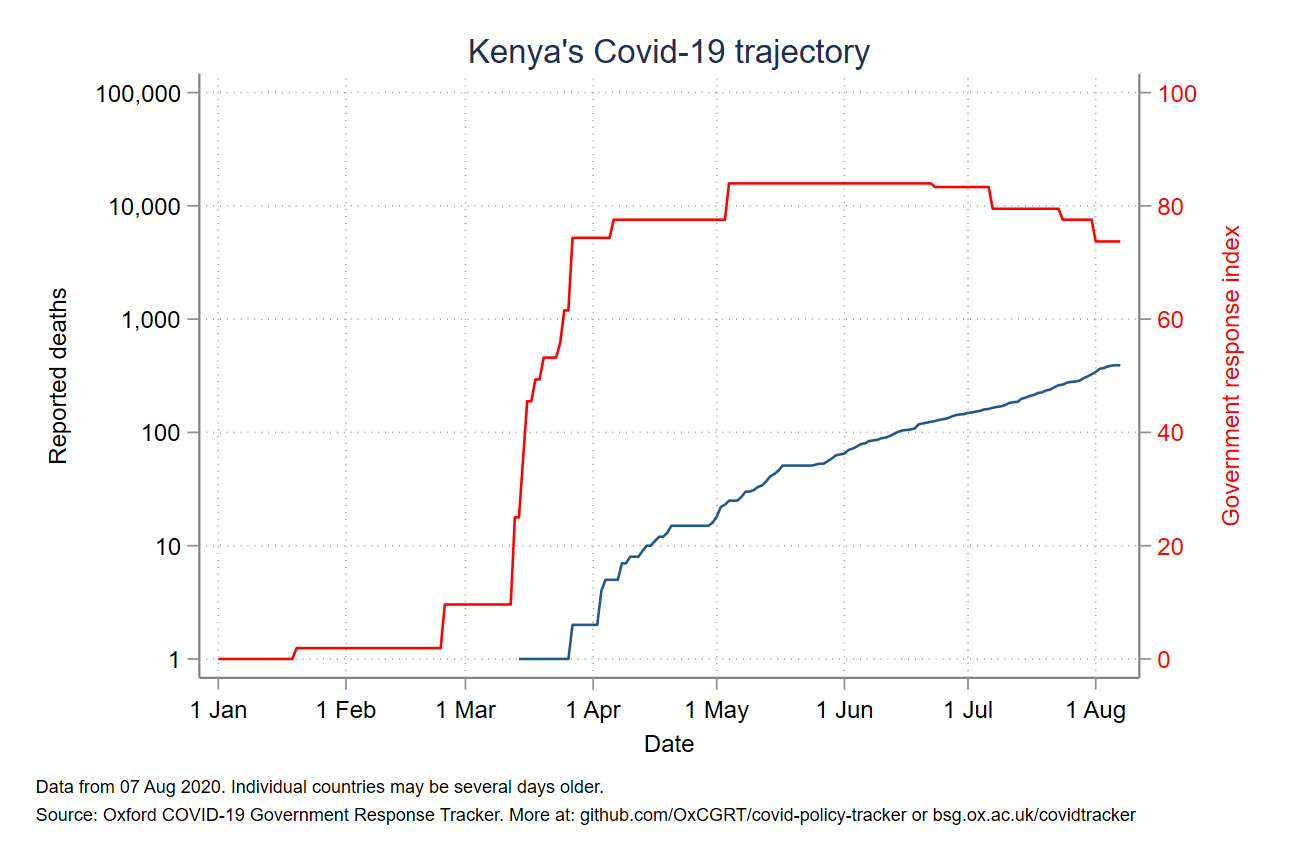 Kenya's Covid-19 trajectory
100,000
10,000
1,000
100
10
1
Reported deaths
100
80
60
40
20
0
Government response index
1 Jan 1 Feb 1 Mar 1 Apr 1 May 1 Jun 1 Jul 1 Aug
Date
Data from 07 Aug 2020. Individual countries may be several days older.
Source: Oxford COVID-19 Government Response Tracker. More at: github.com/OxCGRT/covid-policy-tracker or bsg.ox.ac.uk/covidtracker